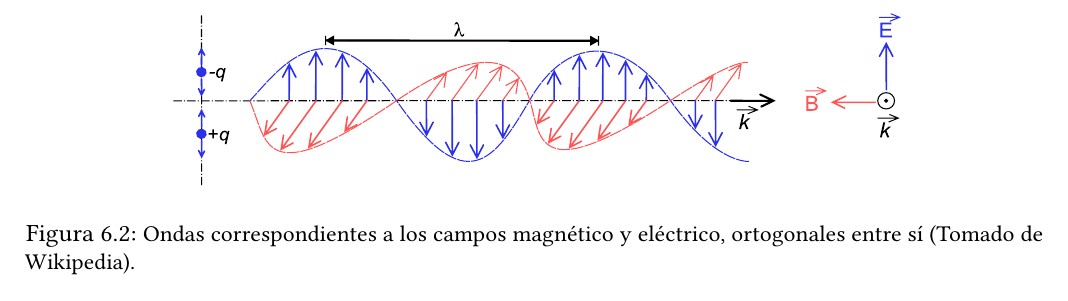 λ
-q
+q
k
E
B
k
Figura 6.2: Ondas correspondientes a los campos magnético y eléctrico, ortogonales entre sí (Tomado de
Wikipedia).